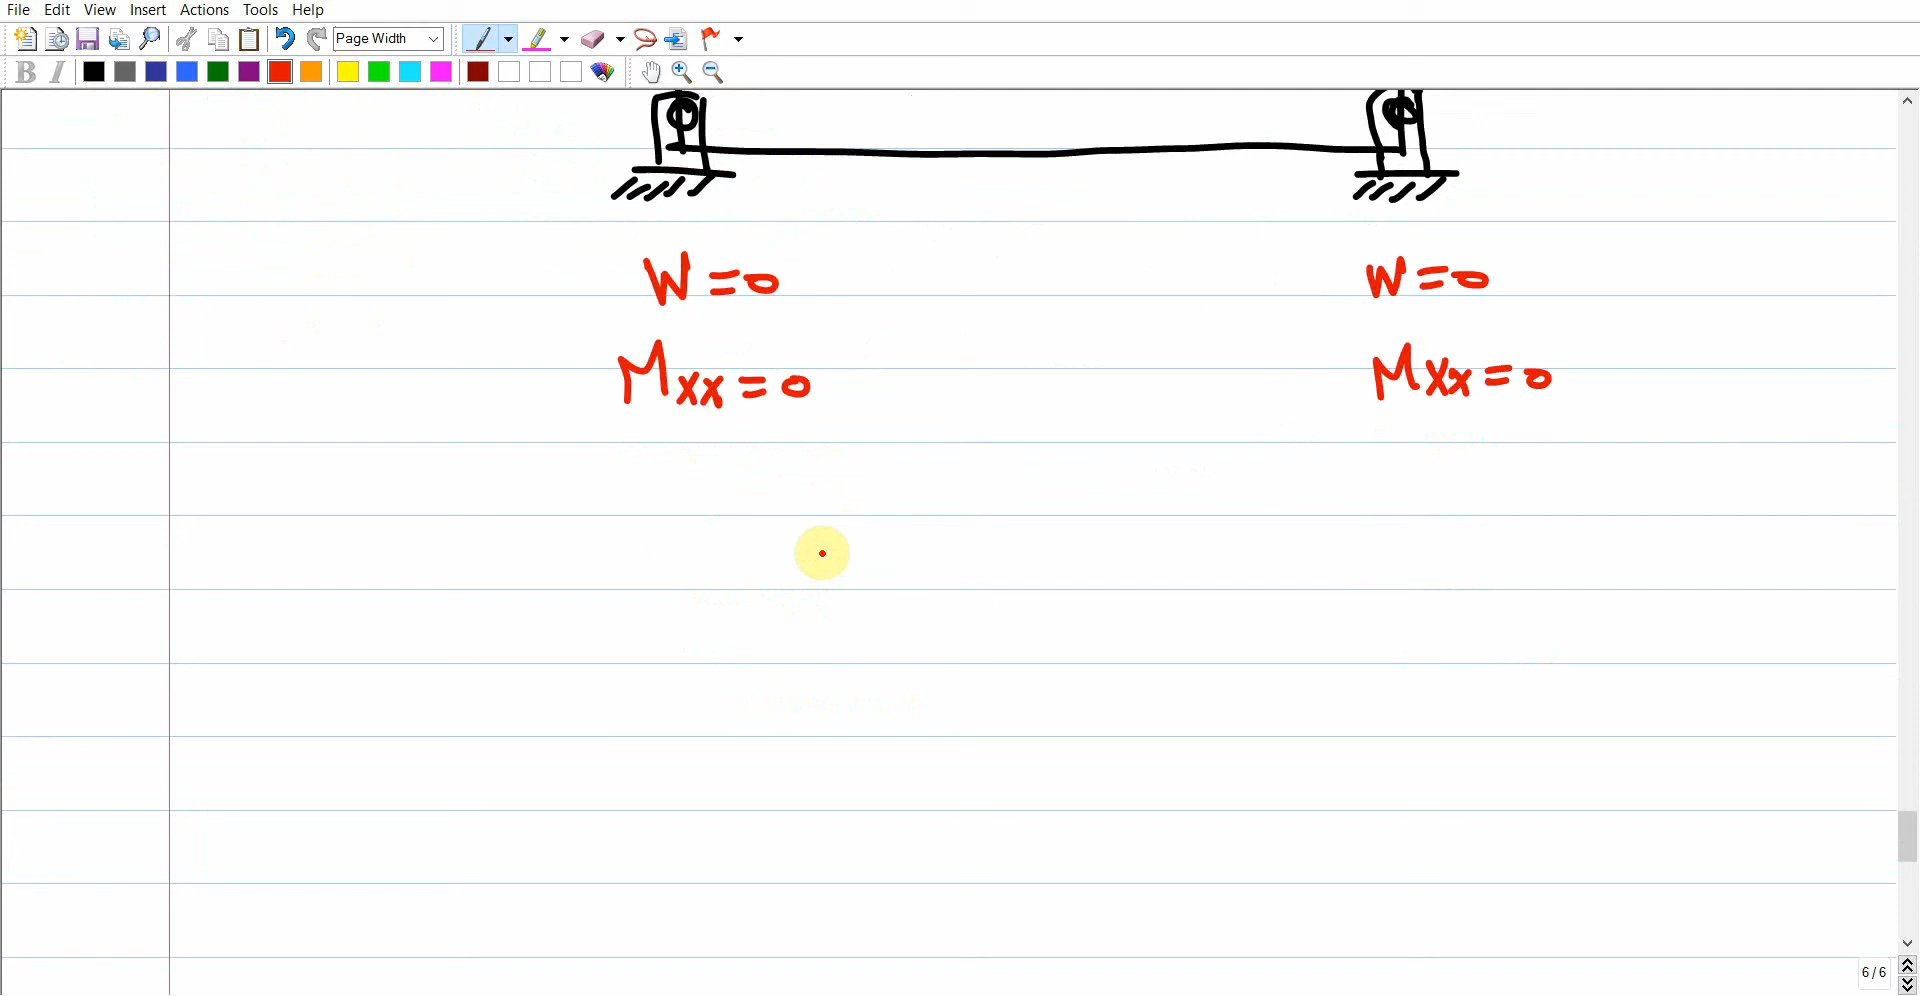 File Edit View Insert Actions Tools Help
Page Width
B I
W = 0 W = 0
Mxx = 0 Mxx = 0
6 / 6